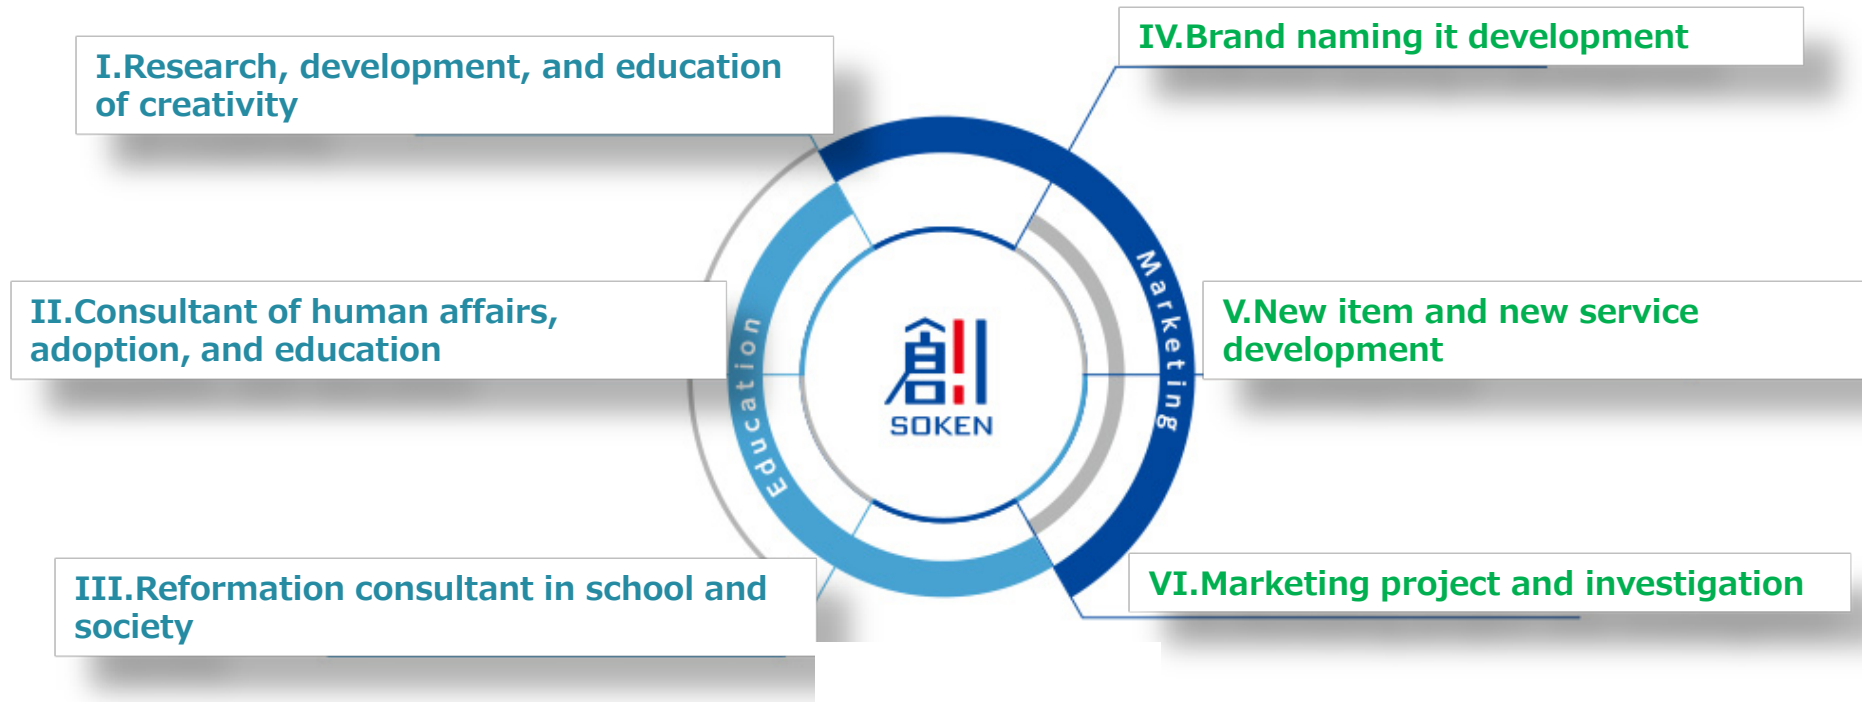 I.Research, development, and education
of creativity
II.Consultant of human affairs,
adoption, and education
III.Reformation consultant in school and
society
Education
創
SOKEN
Marketing
IV.Brand naming it development
V.New item and new service
development
VI.Marketing project and investigation